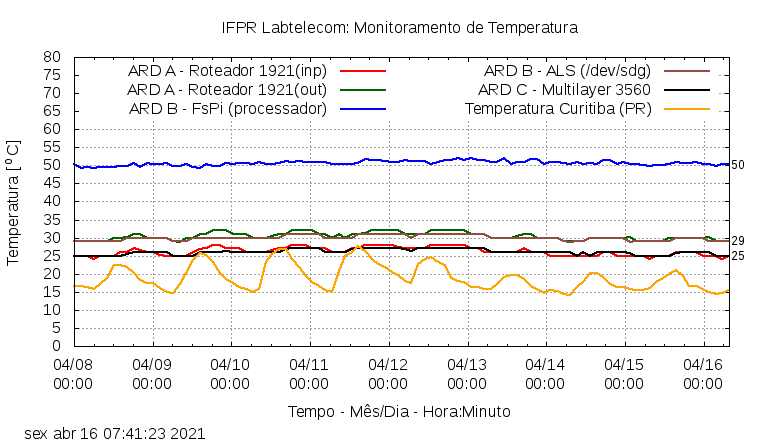 IFPR Labtelecom: Monitoramento de Temperatura
ARD A - Roteador 1921(inp)
ARD A - Roteador 1921(out)
ARD B - FsPi (processador)
ARD B - ALS (/dev/sdg)
ARD C - Multilayer 3560
Temperatura Curitiba (PR)
Temperatura [ºC]
80
75
70
65
60
55
50
45
40
35
30
25
20
15
10
5
0
50
29
25
04/08 04/09 04/10 04/11 04/12 04/13 04/14 04/15 04/16
00:00 00:00 00:00 00:00 00:00 00:00 00:00 00:00 00:00
Tempo - Mês/Dia - Hora:Minuto
sex abr 16 07:41:23 2021